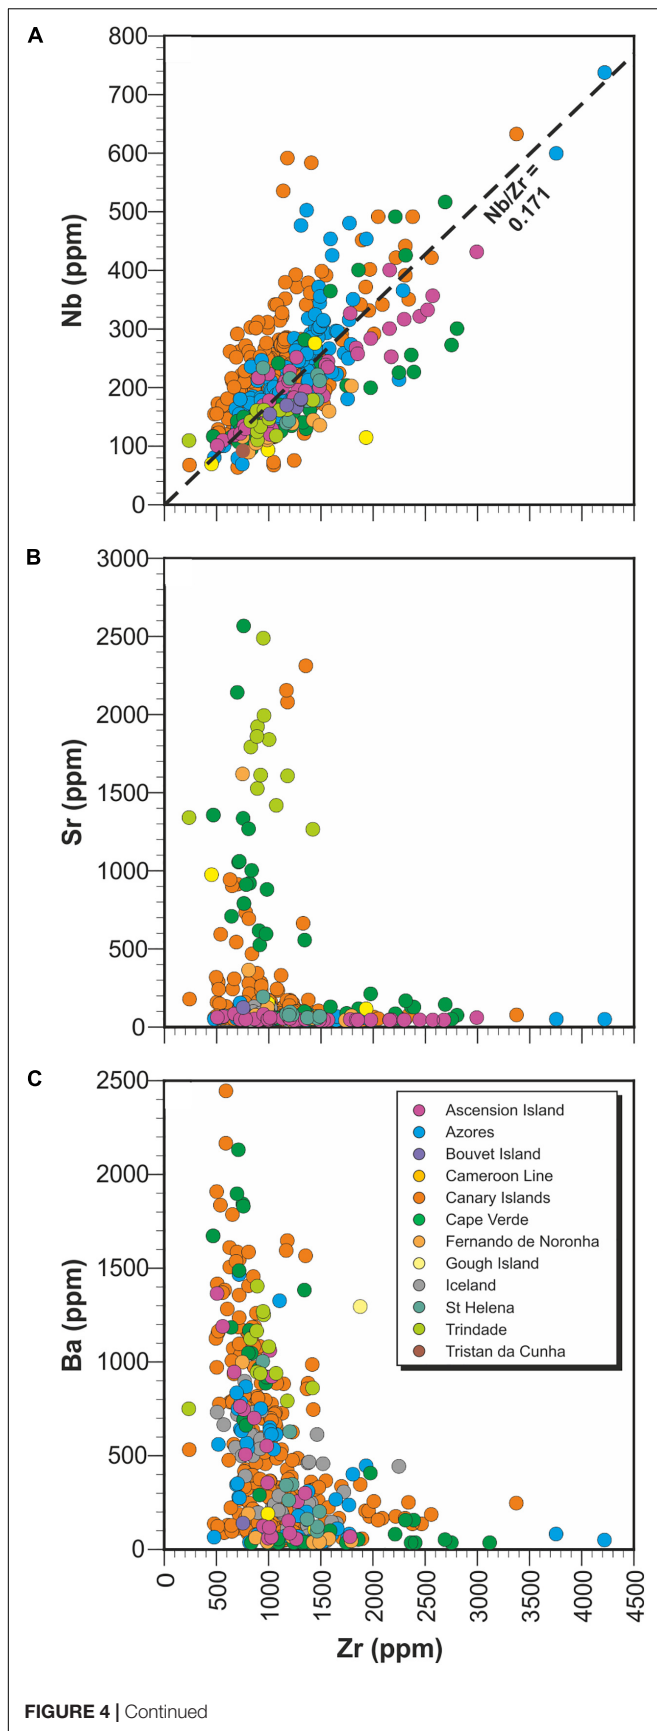 A
800
700
600
500
400
300
200
100
0
Nb (ppm)
Nb/Zr =
0.171
B
3000
2500
2000
1500
1000
500
0
Sr (ppm)
C
2500
2000
1500
1000
500
0
Ba (ppm)
Ascension Island
Azores
Bouvet Island
Cameroon Line
Canary Islands
Cape Verde
Fernando de Noronha
Gough Island
Iceland
St Helena
Trindade
Tristan da Cunha
0 500 1000 1500 2000 2500 3000 3500 4000 4500
Zr (ppm)
FIGURE 4 | Continued